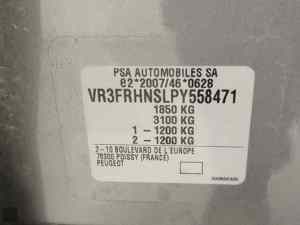 PSA AUTOMOBILES SA
e2*2007/46*0628
VR3FRHNSLPY558471
1850 KG
3100 KG
1 - 1200 KG
2 - 1200 KG
2-10 BOULEVARD DE L'EUROPE
78300 POISSY (FRANCE)
PEUGEOT